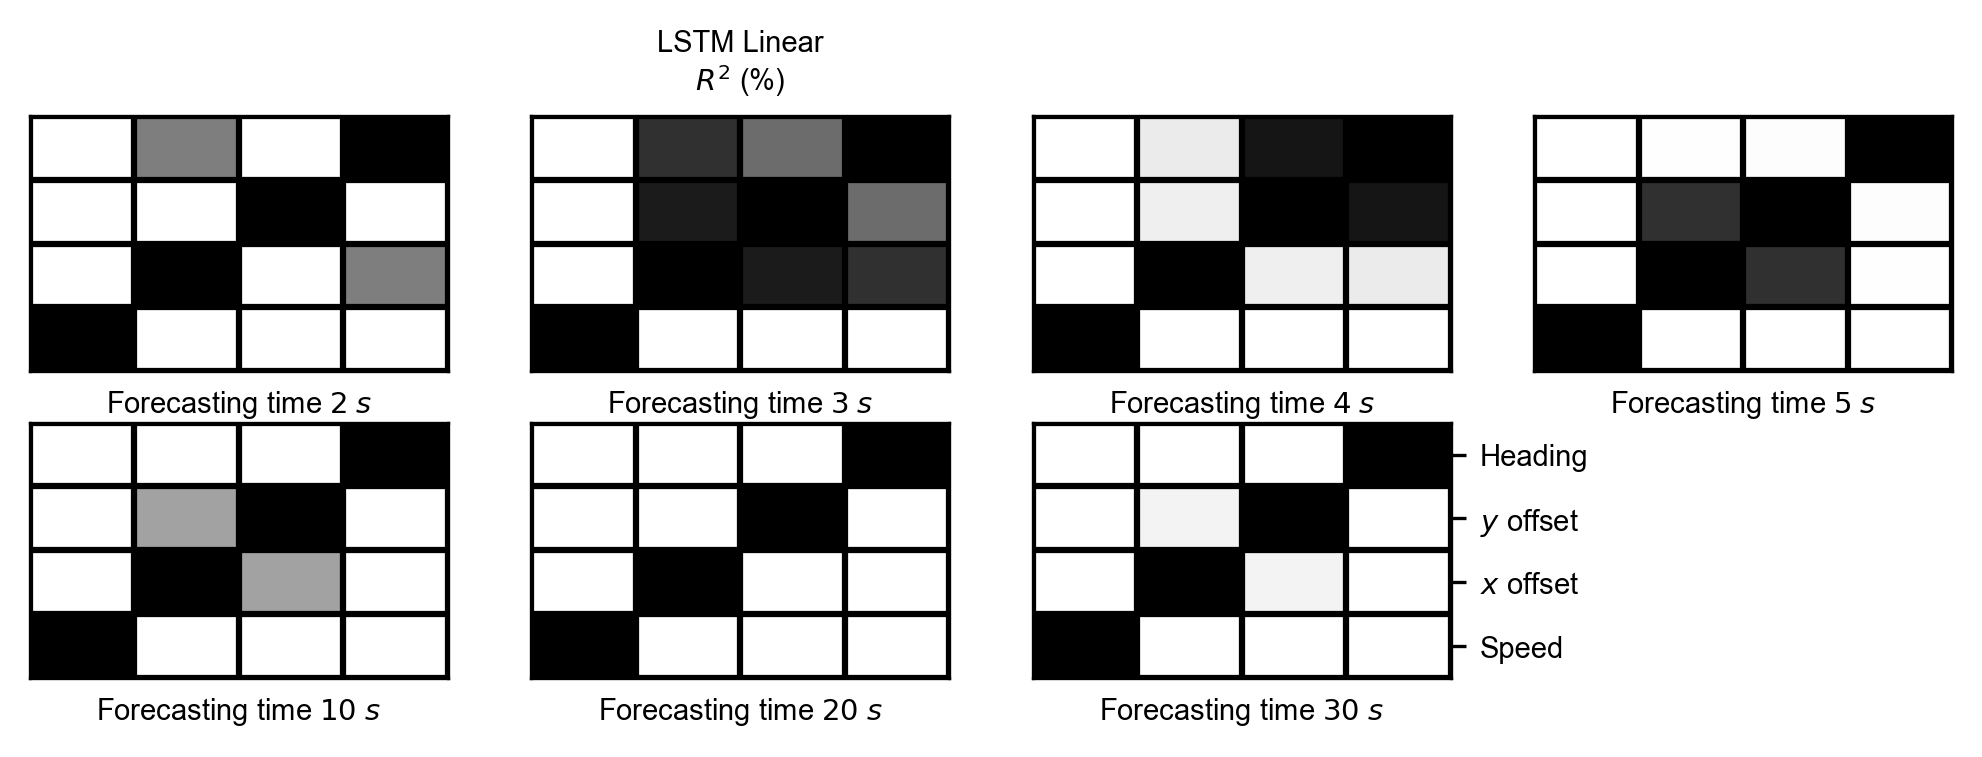 LSTM Linear
R² (%)
Forecasting time 2 s
Forecasting time 3 s
Forecasting time 4 s
Forecasting time 5 s
Heading
y offset
x offset
Speed
Forecasting time 10 s
Forecasting time 20 s
Forecasting time 30 s